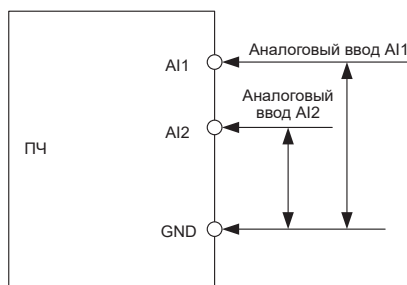 Аналоговый ввод AI1
AI1
Аналоговый
ввод AI2
AI2
ПЧ
GND